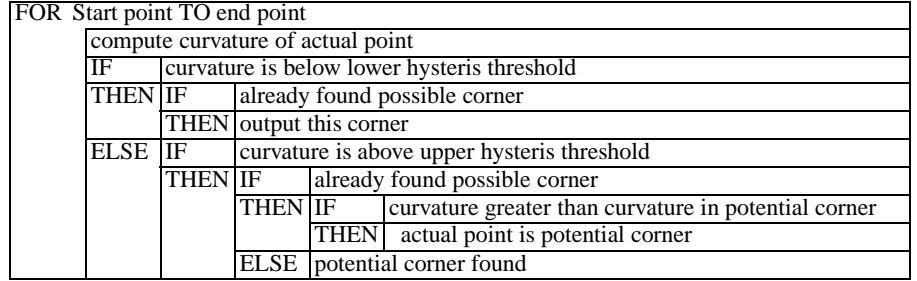 FOR Start point TO end point
compute curvature of actual point
IF curvature is below lower hysteris threshold
THEN IF already found possible corner
THEN output this corner
ELSE IF curvature is above upper hysteris threshold
THEN IF already found possible corner
THEN IF curvature greater than curvature in potential corner
THEN actual point is potential corner
ELSE potential corner found